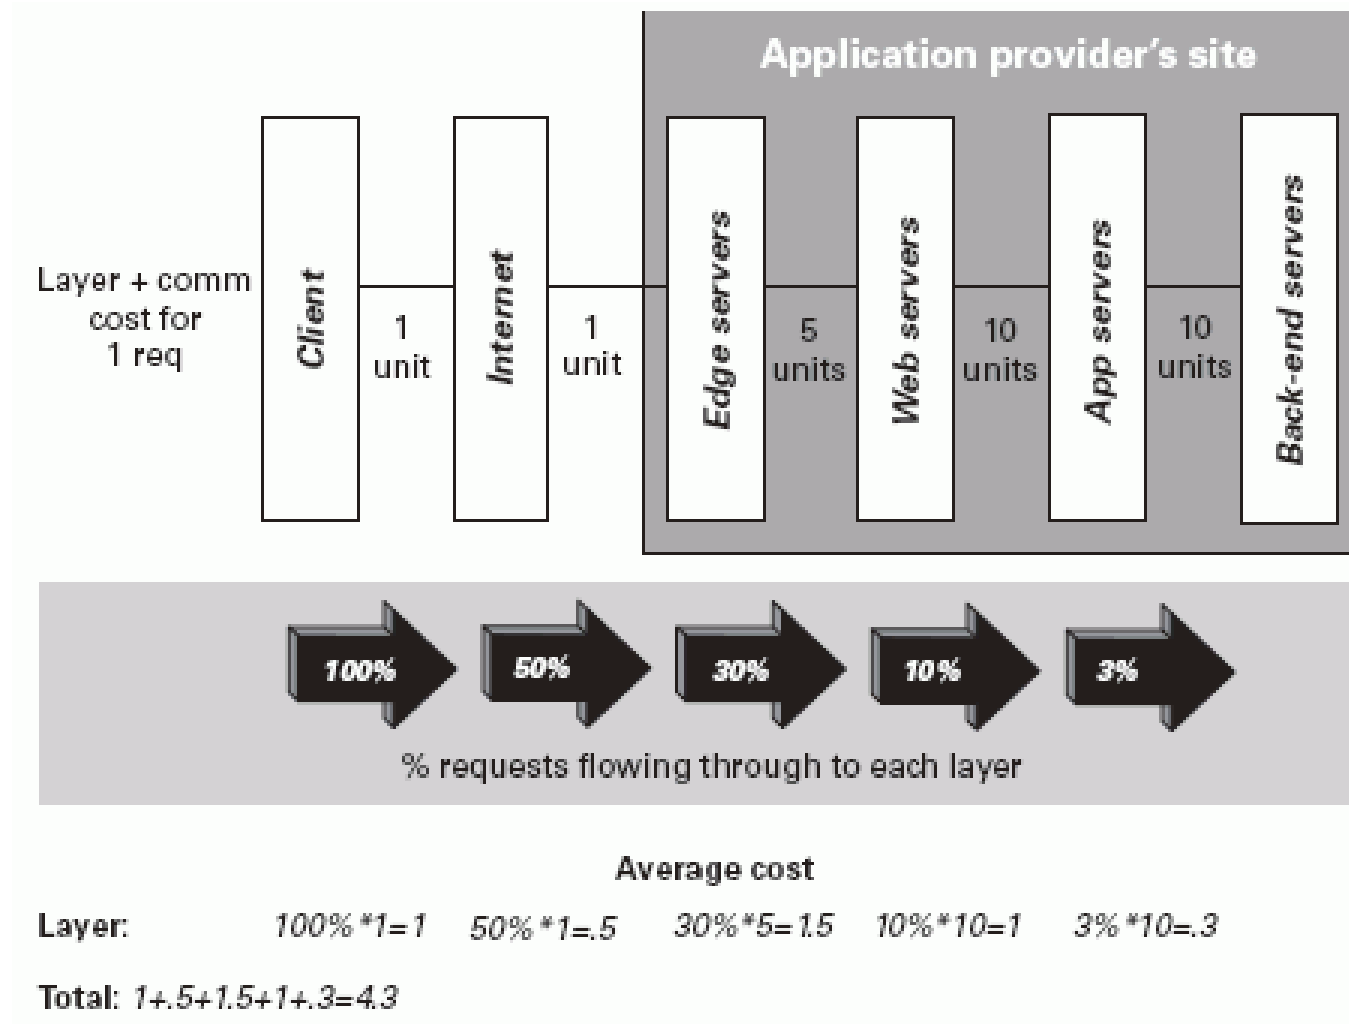 Application provider's site
Layer + comm
cost for
1 req
Client
1
unit
Internet
1
unit
Edge servers
5
units
Web servers
10
units
App servers
10
units
Back-end servers
100%
50%
30%
10%
3%
% requests flowing through to each layer
Average cost
Layer: 100%*1=1 50%*1=.5 30%*5=1.5 10%*10=1 3%*10=.3
Total: 1+.5+1.5+1+.3=4.3